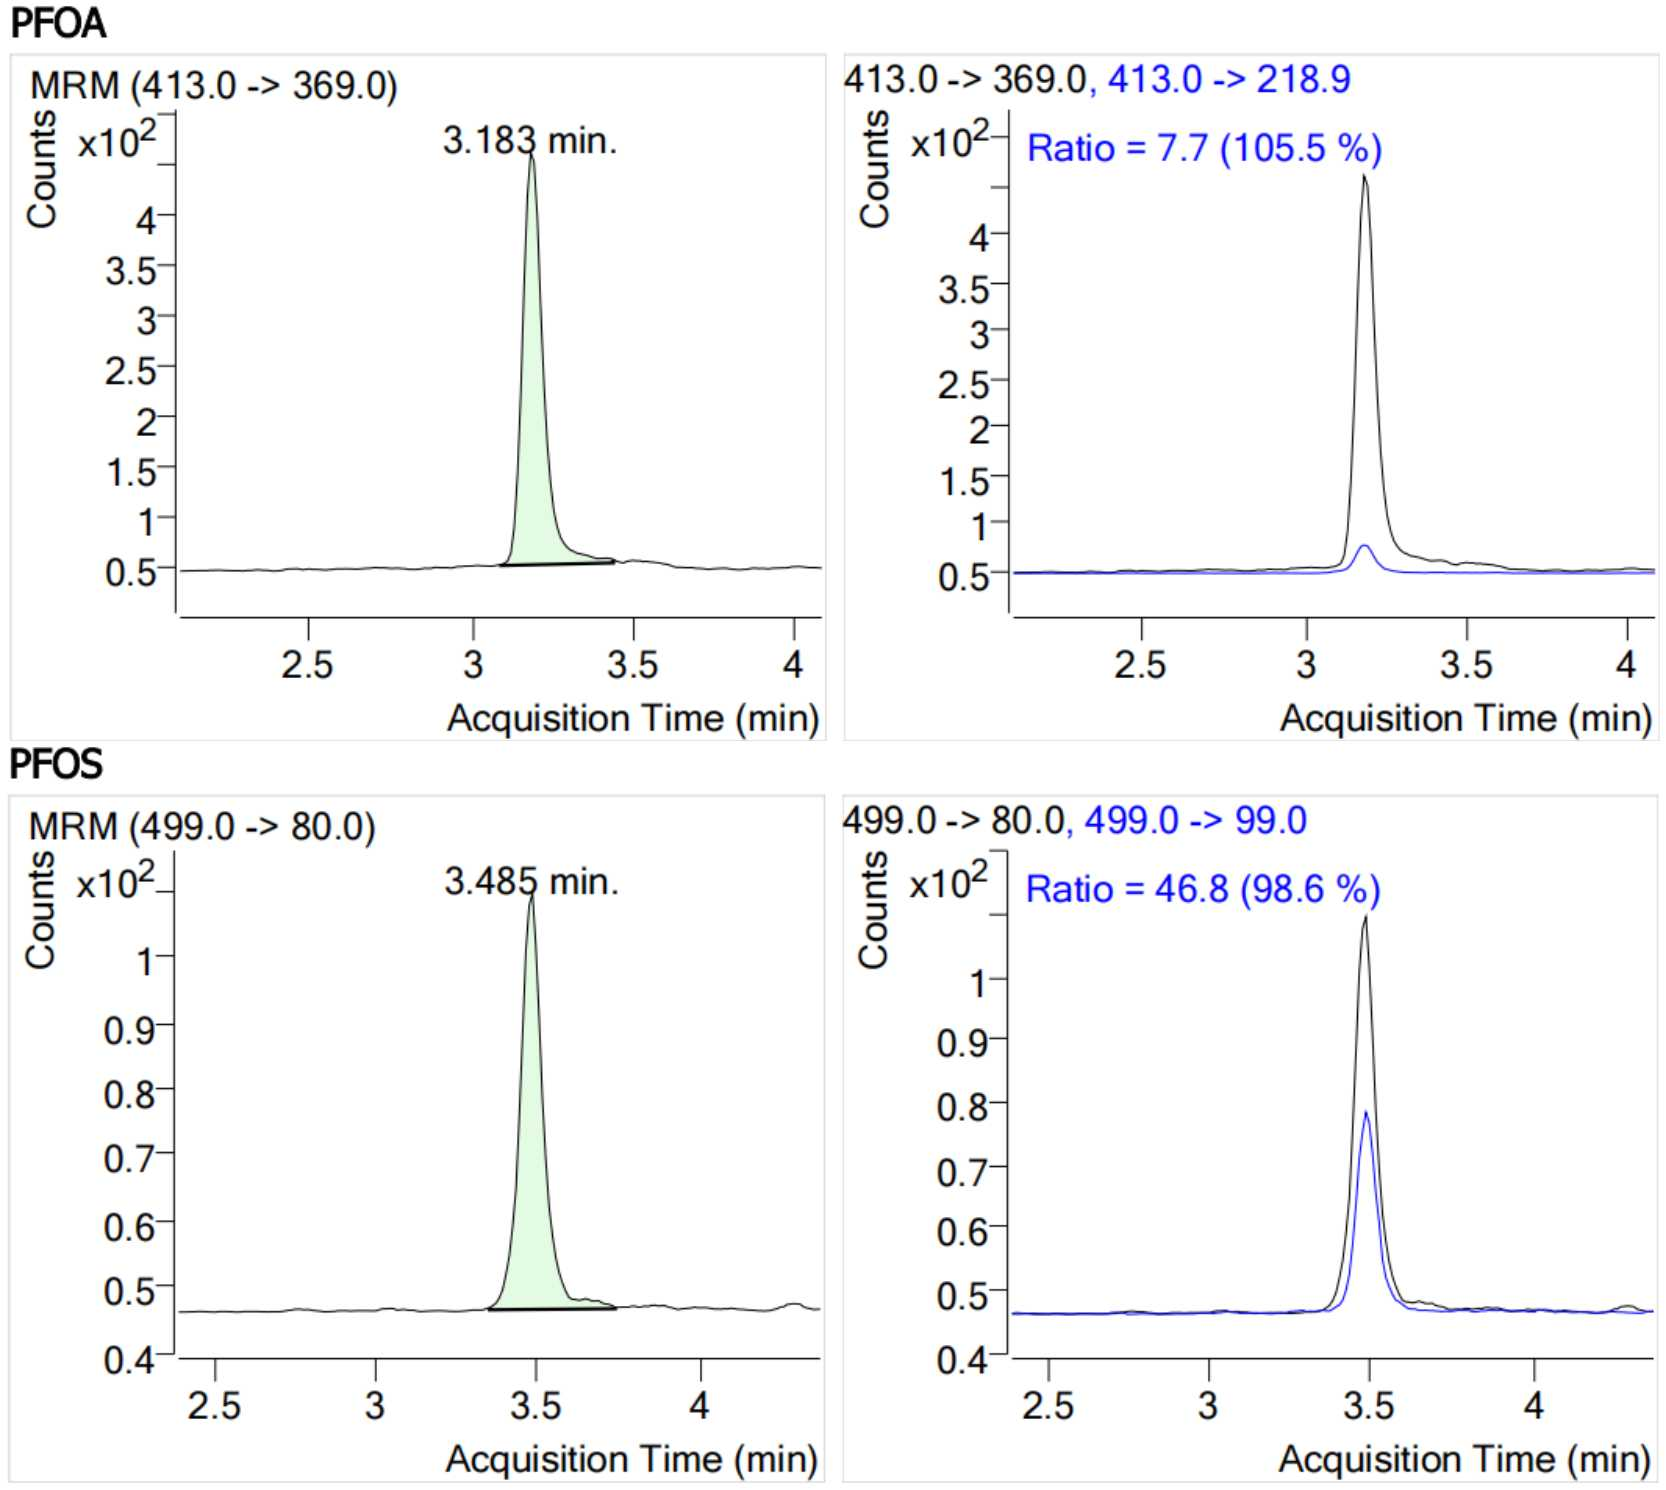 PFOA
MRM (413.0 -> 369.0)
Counts
x10²
3.183 min.
4
3.5
3
2.5
2
1.5
1
0.5
2.5 3 3.5 4
Acquisition Time (min)
413.0 -> 369.0, 413.0 -> 218.9
Counts
x10²
Ratio = 7.7 (105.5 %)
4
3.5
3
2.5
2
1.5
1
0.5
2.5 3 3.5 4
Acquisition Time (min)
PFOS
MRM (499.0 -> 80.0)
Counts
x10²
3.485 min.
1
0.9
0.8
0.7
0.6
0.5
0.4
2.5 3 3.5 4
Acquisition Time (min)
499.0 -> 80.0, 499.0 -> 99.0
Counts
x10²
Ratio = 46.8 (98.6 %)
1
0.9
0.8
0.7
0.6
0.5
0.4
2.5 3 3.5 4
Acquisition Time (min)